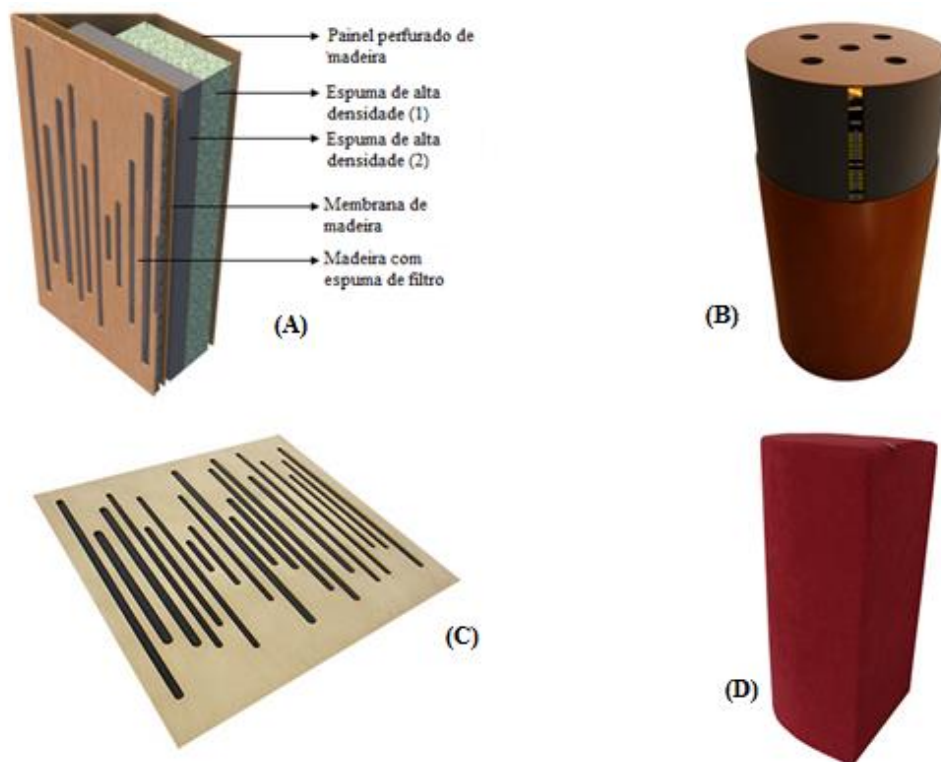 Painel perfurado de
madeira
Espuma de alta
densidade (1)
Espuma de alta
densidade (2)
Membrana de
madeira
Madeira com
espuma de filtro
(A)
(B)
(C)
(D)